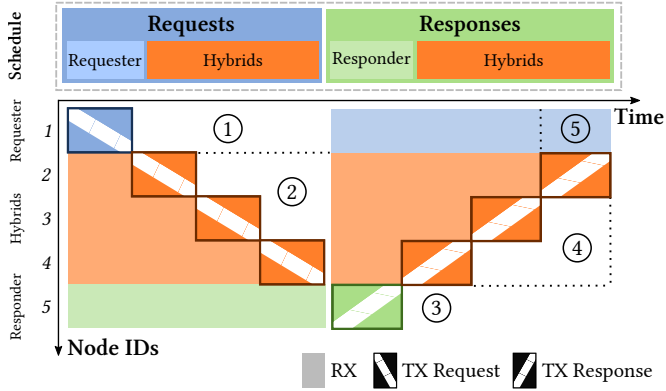 Schedule
Requests
Responses
Requester
Hybrids
Responder
Hybrids
Time
Requester
Hybrids
Responder
1
2
3
4
5
①
②
③
④
⑤
Node IDs
RX
TX Request
TX Response